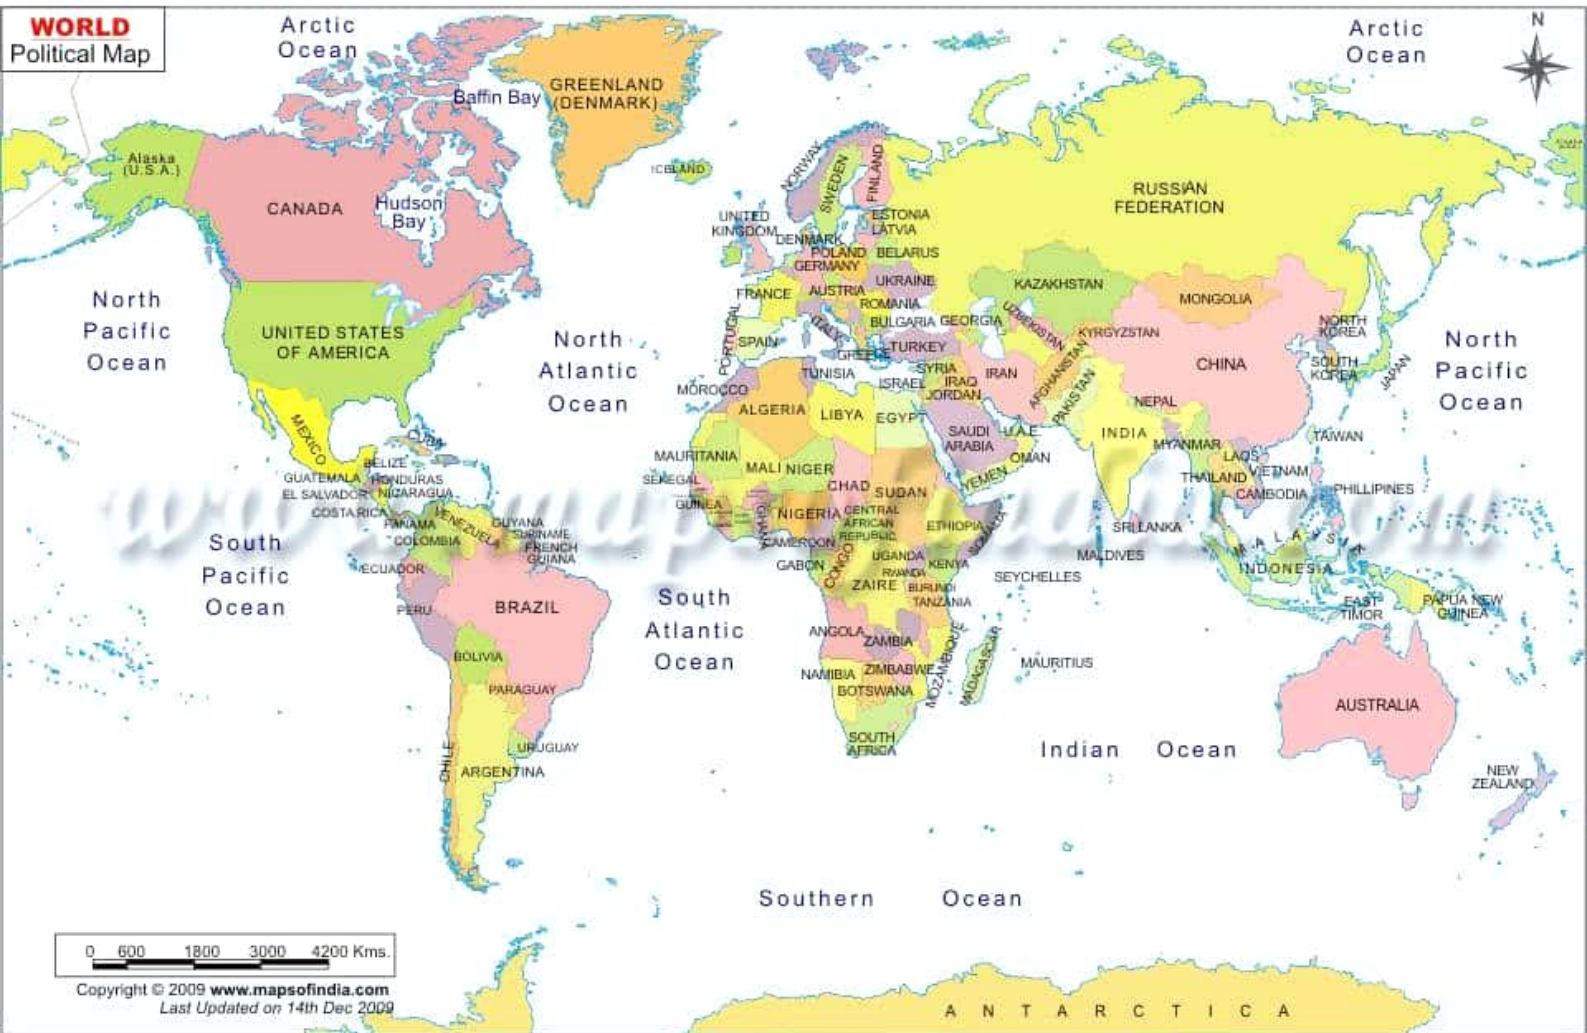 WORLD
Political Map
Arctic
Ocean
Arctic
Ocean
N
GREENLAND
(DENMARK)
Baffin Bay
Alaska
(U.S.A.)
ICELAND
CANADA
Hudson
Bay
NORWAY
SWEDEN
FINLAND
RUSSIAN
FEDERATION
UNITED
KINGDOM
ESTONIA
LATVIA
DENMARK
POLAND
BELARUS
GERMANY
UKRAINE
FRANCE
AUSTRIA
ROMANIA
KAZAKHSTAN
MONGOLIA
North
Pacific
Ocean
UNITED STATES
OF AMERICA
North
Atlantic
Ocean
PORTUGAL
SPAIN
ITALY
BULGARIA
GEORGIA
UZBEKISTAN
KYRGYZSTAN
NORTH
KOREA
GREECE
TURKEY
CHINA
SOUTH
KOREA
JAPAN
North
Pacific
Ocean
MOROCCO
TUNISIA
ISRAEL
SYRIA
IRAQ
JORDAN
IRAN
AFGHANISTAN
PAKISTAN
NEPAL
ALGERIA
LIBYA
EGYPT
SAUDI
ARABIA
U.A.E
OMAN
YEMEN
INDIA
MYANMAR
TAIWAN
LAOS
THAILAND
VIETNAM
CAMBODIA
PHILLIPINES
MEXICO
CUBA
BELIZE
GUATEMALA
HONDURAS
EL SALVADOR
NICARAGUA
COSTA RICA
PANAMA
VENEZUELA
GUYANA
SURINAME
FRENCH
GUIANA
COLOMBIA
ECUADOR
MAURITANIA
MALI
NIGER
CHAD
SUDAN
SENEGAL
GUINEA
GHANA
NIGERIA
CENTRAL
AFRICAN
REPUBLIC
ETHIOPIA
SOMALIA
CAMEROON
GABON
CONGO
UGANDA
KENYA
RWANDA
ZAIRE
BURUNDI
TANZANIA
SRI LANKA
MALDIVES
SEYCHELLES
MALAYSIA
INDONESIA
EAST
TIMOR
PAPUA NEW
GUINEA
www.mapsofindia.com
South
Pacific
Ocean
PERU
BRAZIL
BOLIVIA
PARAGUAY
CHILE
URUGUAY
ARGENTINA
South
Atlantic
Ocean
ANGOLA
ZAMBIA
NAMIBIA
ZIMBABWE
BOTSWANA
MOZAMBIQUE
MADAGASCAR
MAURITIUS
SOUTH
AFRICA
AUSTRALIA
Indian Ocean
NEW
ZEALAND
Southern Ocean
ANTARCTICA
0 600 1800 3000 4200 Kms.
Copyright © 2009 www.mapsofindia.com
Last Updated on 14th Dec 2009